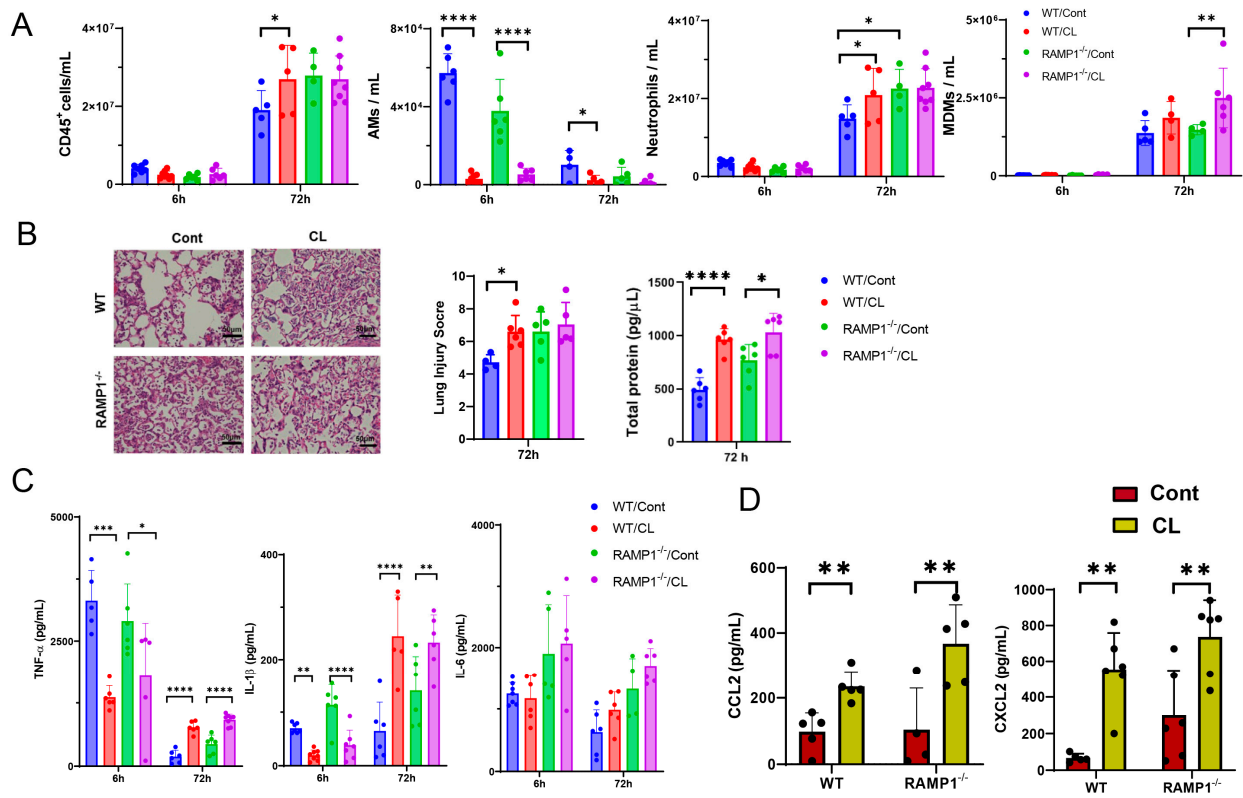 A
CD45+cells/mL
4×10⁷
2×10⁷
0
*
6h
72h
AMs / mL
8×10⁴
4×10⁴
0
****
****
*
6h
72h
Neutrophils / mL
4×10⁷
2×10⁷
0
*
*
6h
72h
MDMs / mL
5×10⁶
2.5×10⁶
0
**
6h
72h
WT/Cont
WT/CL
RAMP1⁻/⁻/Cont
RAMP1⁻/⁻/CL
B
Cont
CL
WT
RAMP1⁻/⁻
50μm
50μm
50μm
50μm
Lung Injury Socre
10
8
6
4
2
0
*
72h
Total protein (pg/μL)
1500
1000
500
0
****
*
72 h
WT/Cont
WT/CL
RAMP1⁻/⁻/Cont
RAMP1⁻/⁻/CL
C
TNF-α (pg/mL)
5000
2500
0
***
*
****
****
6h
72h
IL-1β (pg/mL)
400
200
0
**
****
****
**
6h
72h
IL-6 (pg/mL)
4000
2000
0
6h
72h
WT/Cont
WT/CL
RAMP1⁻/⁻/Cont
RAMP1⁻/⁻/CL
D
Cont
CL
CCL2 (pg/mL)
600
400
200
0
**
**
WT
RAMP1⁻/⁻
CXCL2 (pg/mL)
1000
800
600
400
200
0
**
**
WT
RAMP1⁻/⁻